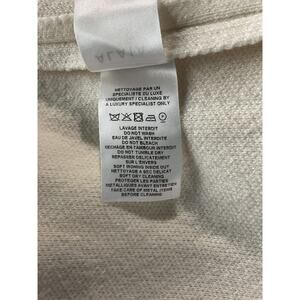 ALAÏ
NETTOYAGE PAR UN
SPECIALISTE DU LUXE
UNIQUEMENT / CLEANING BY
A LUXURY SPECIALIST ONLY
LAVAGE INTERDIT
DO NOT WASH
EAU DE JAVEL INTERDITE
DO NOT BLEACH
SECHAGE EN TAMBOUR INTERDIT
DO NOT TUMBLE DRY
REPASSER DELICATEMENT
SUR L'ENVERS
SOFT IRONING INSIDE OUT
NETTOYAGE A SEC DELICAT
SOFT DRY CLEANING
PROTEGER LES PARTIES
METALLIQUES AVANT ENTRETIEN
TAKE CARE OF METAL ITEMS
BEFORE CLEANING